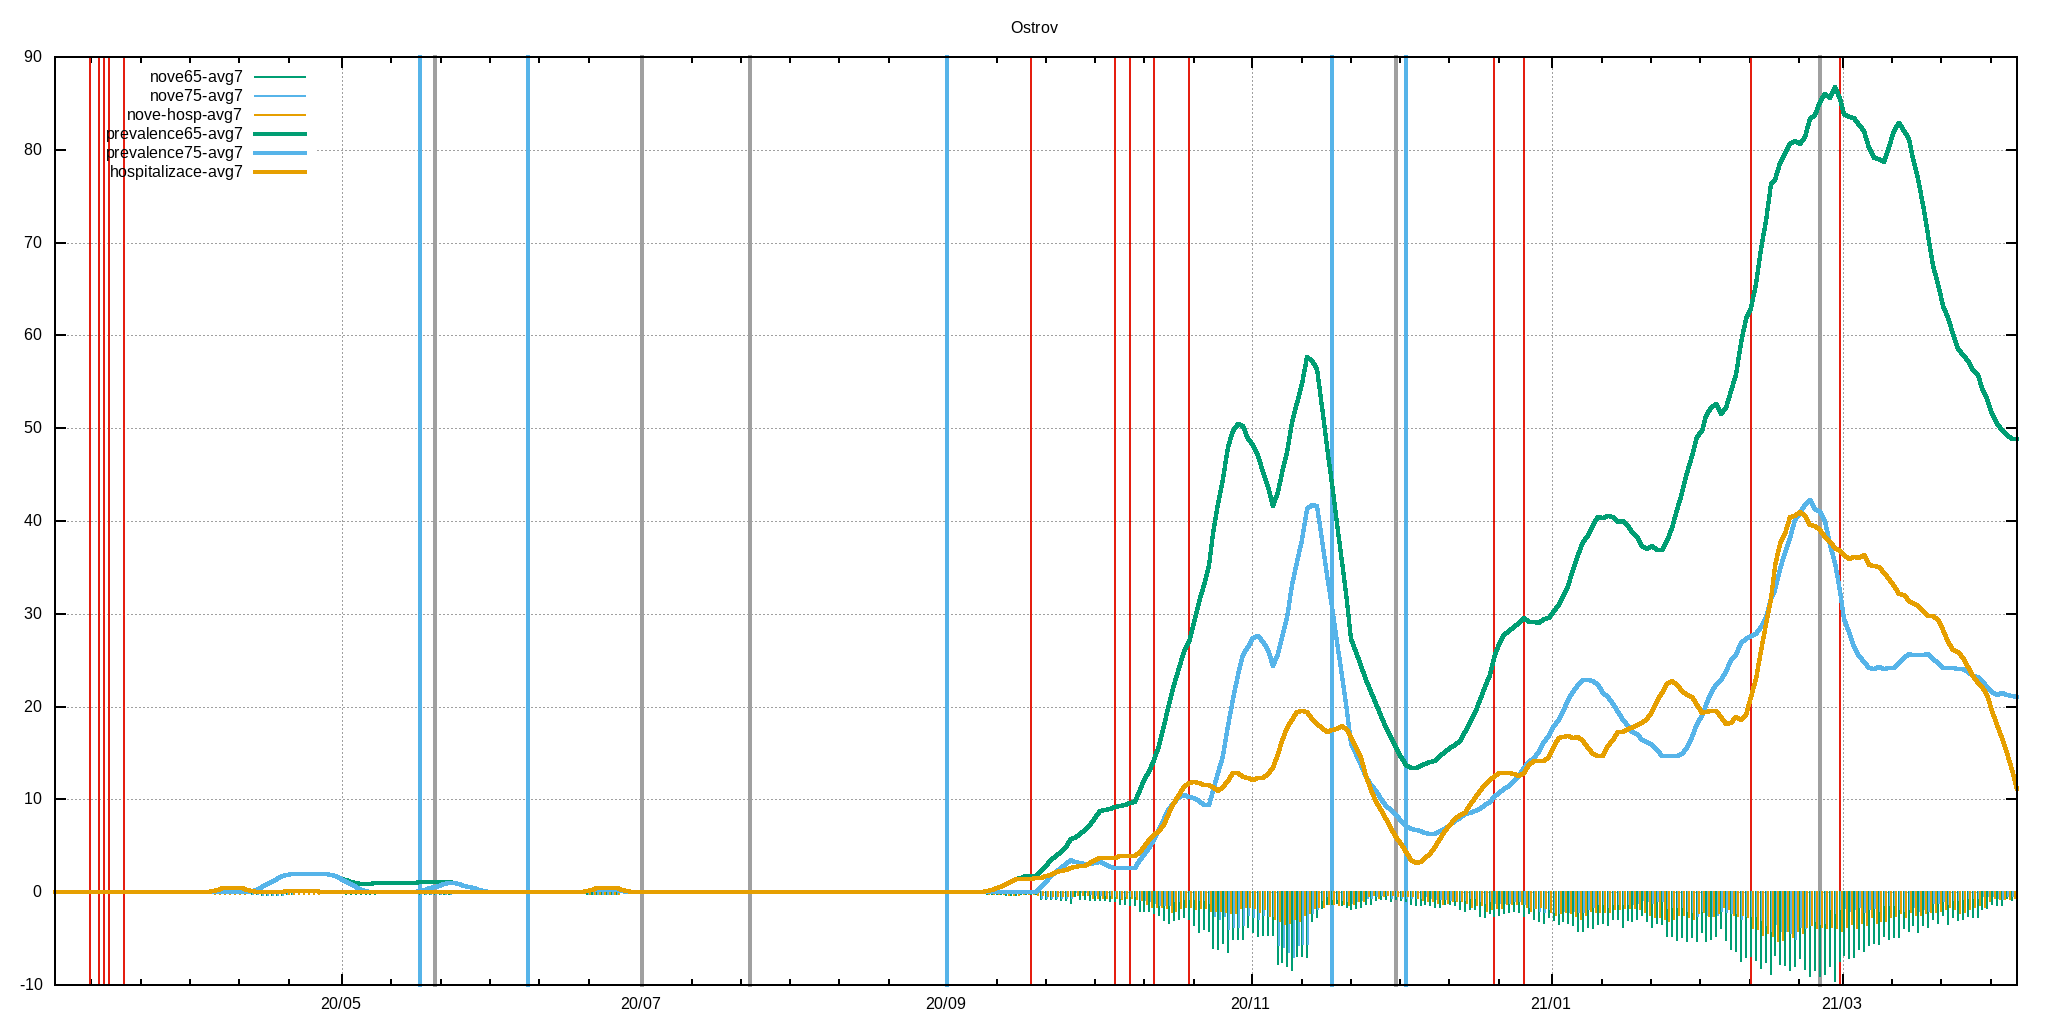 Ostrov
90
80
70
60
50
40
30
20
10
0
-10
nove65-avg7
nove75-avg7
nove-hosp-avg7
prevalence65-avg7
prevalence75-avg7
hospitalizace-avg7
20/05 20/07 20/09 20/11 21/01 21/03